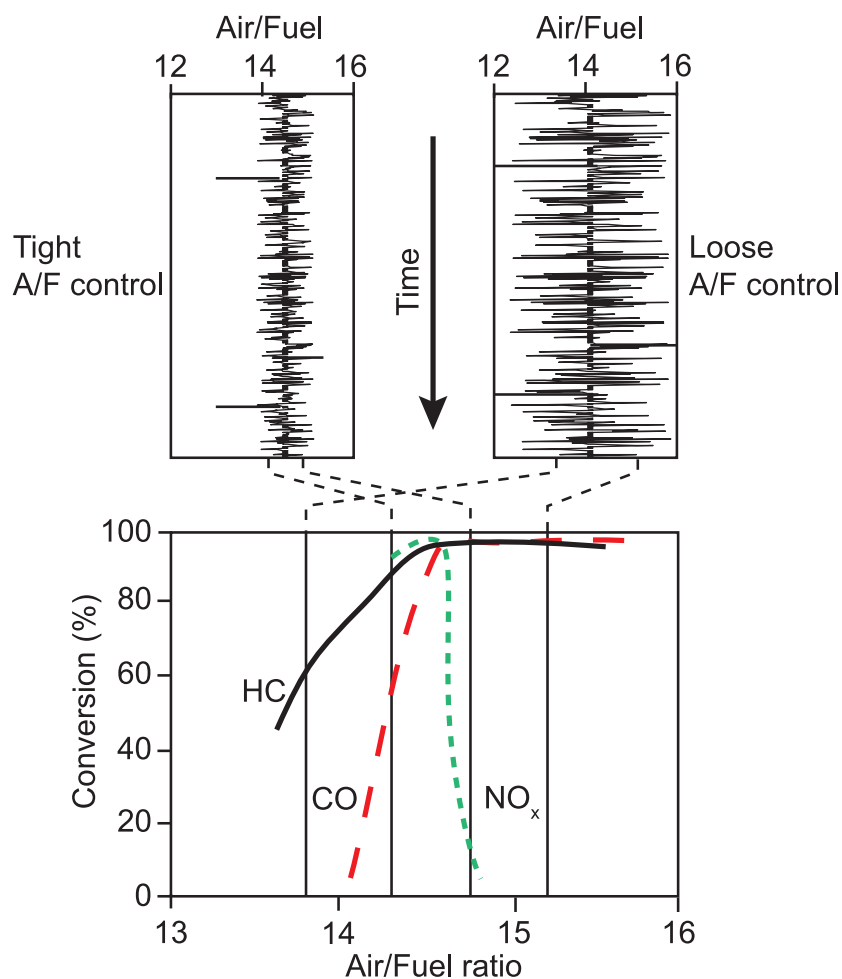 Air/Fuel
12 14 16
Air/Fuel
12 14 16
Tight
A/F control
Time
Loose
A/F control
Conversion (%)
100
80
60
40
20
0
HC
CO
NOx
13 14 15 16
Air/Fuel ratio